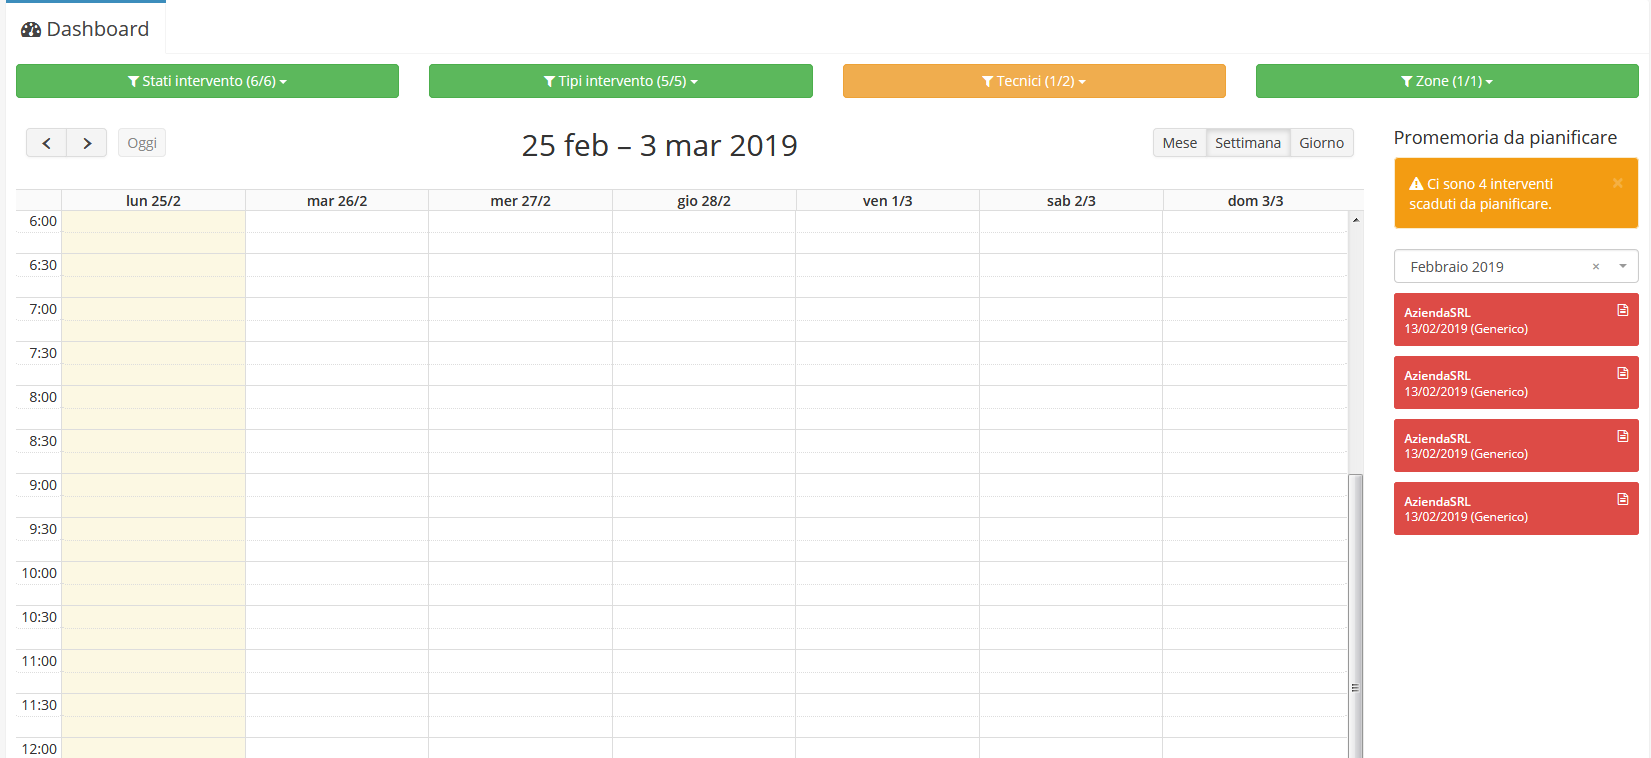 Dashboard
Stati intervento (6/6)
Tipi intervento (5/5)
Tecnici (1/2)
Zone (1/1)
Oggi
25 feb – 3 mar 2019
Mese Settimana Giorno
lun 25/2 mar 26/2 mer 27/2 gio 28/2 ven 1/3 sab 2/3 dom 3/3
6:00
6:30
7:00
7:30
8:00
8:30
9:00
9:30
10:00
10:30
11:00
11:30
12:00
Promemoria da pianificare
Ci sono 4 interventi
scaduti da pianificare.
×
Febbraio 2019 ×
AziendaSRL
13/02/2019 (Generico)
AziendaSRL
13/02/2019 (Generico)
AziendaSRL
13/02/2019 (Generico)
AziendaSRL
13/02/2019 (Generico)